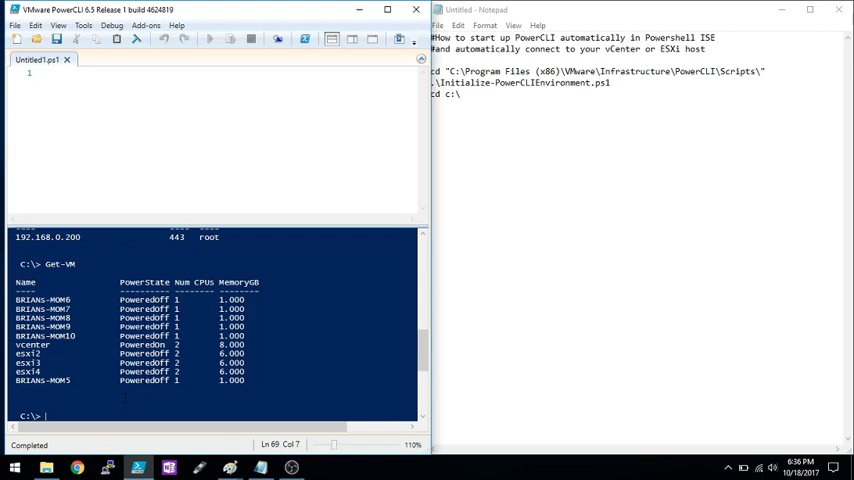 VMware PowerCLI 6.5 Release 1 build 4624819
File Edit View Tools Debug Add-ons Help
Untitled1.ps1
1
192.168.0.200 443 root
C:\> Get-VM
Name PowerState Num CPUs MemoryGB
---- ---------- -------- --------
BRIANs-MOM6 PoweredOff 1 1.000
BRIANs-MOM7 PoweredOff 1 1.000
BRIANs-MOM8 PoweredOff 1 1.000
BRIANs-MOM9 PoweredOff 1 1.000
BRIANs-MOM10 PoweredOff 1 1.000
vcenter PoweredOn 2 8.000
esxi2 PoweredOff 2 6.000
esxi3 PoweredOff 2 6.000
esxi4 PoweredOff 2 6.000
BRIANs-MOM5 PoweredOff 1 1.000
C:\>
Completed Ln 69 Col 7 110%
Untitled - Notepad
File Edit Format View Help
#How to start up PowerCLI automatically in Powershell ISE
#and automatically connect to your vCenter or ESXi host
cd "C:\Program Files (x86)\VMware\Infrastructure\PowerCLI\Scripts\"
.\Initialize-PowerCLIEnvironment.ps1
cd c:\
6:36 PM
10/18/2017